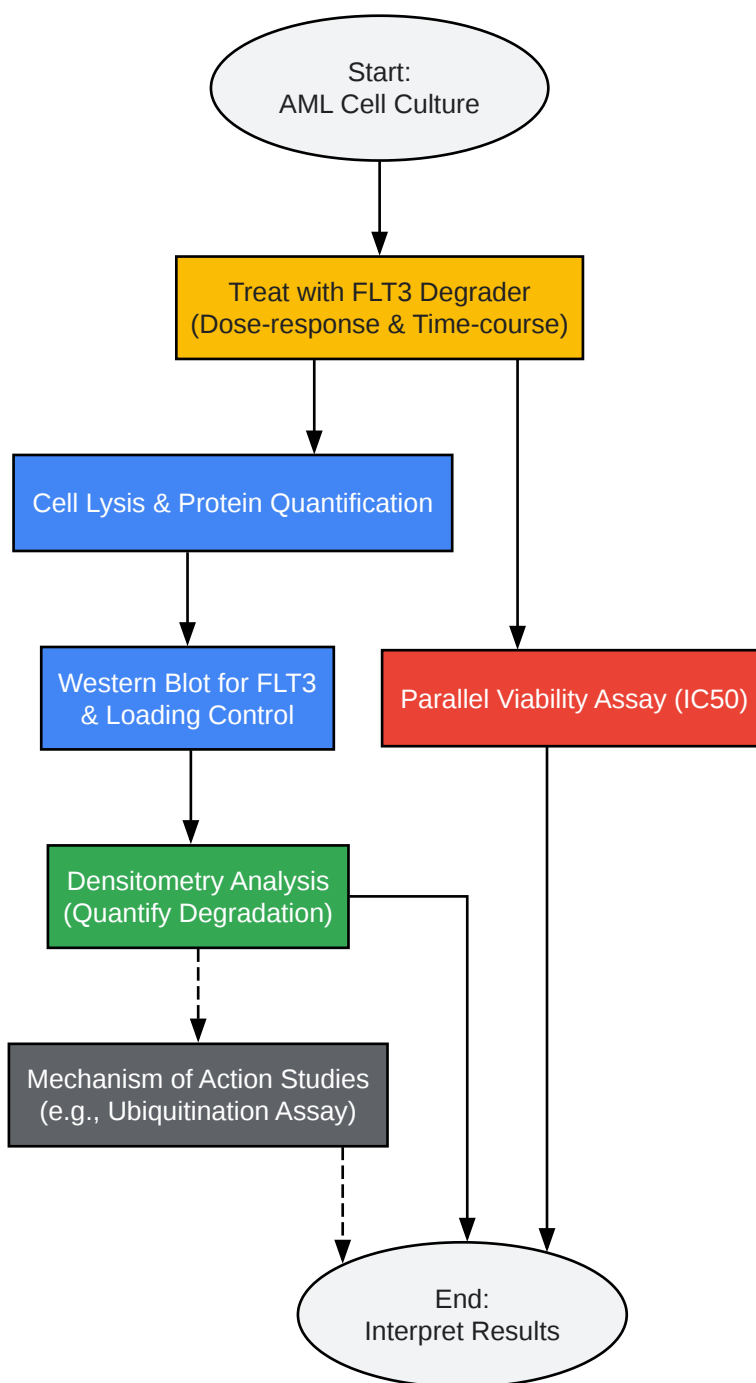 Start:
AML Cell Culture
Treat with FLT3 Degrader
(Dose-response & Time-course)
Cell Lysis & Protein Quantification
Western Blot for FLT3
& Loading Control
Parallel Viability Assay (IC50)
Densitometry Analysis
(Quantify Degradation)
Mechanism of Action Studies
(e.g., Ubiquitination Assay)
End:
Interpret Results